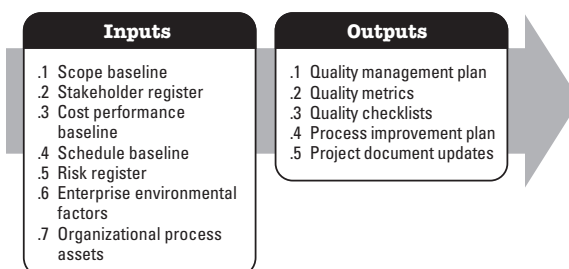 Inputs
.1 Scope baseline
.2 Stakeholder register
.3 Cost performance
baseline
.4 Schedule baseline
.5 Risk register
.6 Enterprise environmental
factors
.7 Organizational process
assets
Outputs
.1 Quality management plan
.2 Quality metrics
.3 Quality checklists
.4 Process improvement plan
.5 Project document updates